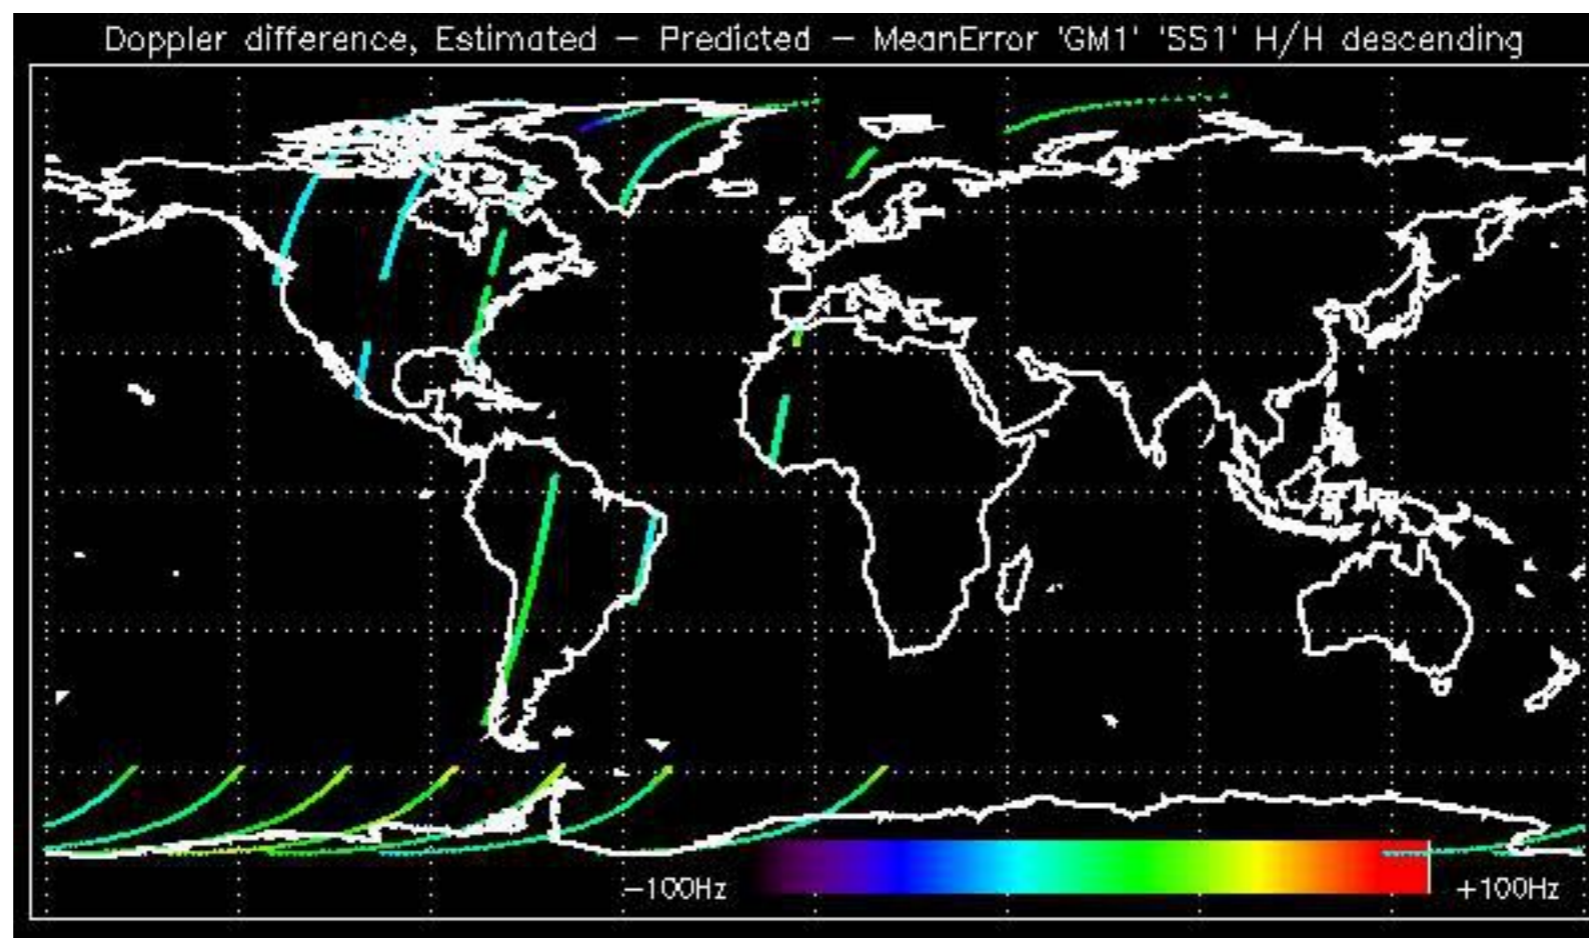 Doppler difference, Estimated – Predicted – MeanError 'GM1' 'SS1' H/H descending
–100Hz
+100Hz